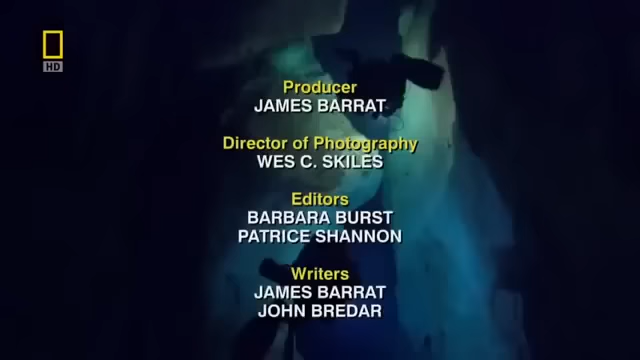 HD
Producer
JAMES BARRAT
Director of Photography
WES C. SKILES
Editors
BARBARA BURST
PATRICE SHANNON
Writers
JAMES BARRAT
JOHN BREDAR